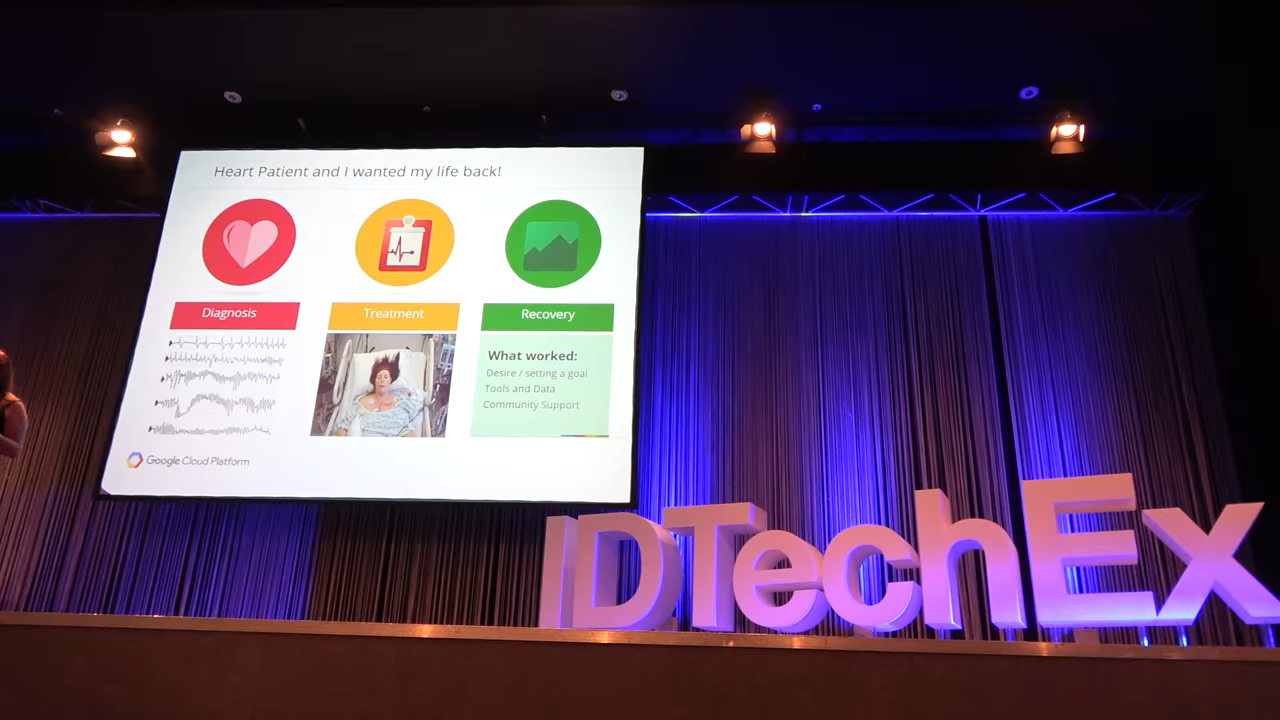 Heart Patient and I wanted my life back!
Diagnosis
Treatment
Recovery
What worked:
Desire / setting a goal
Tools and Data
Community Support
Google Cloud Platform
IDTechEx